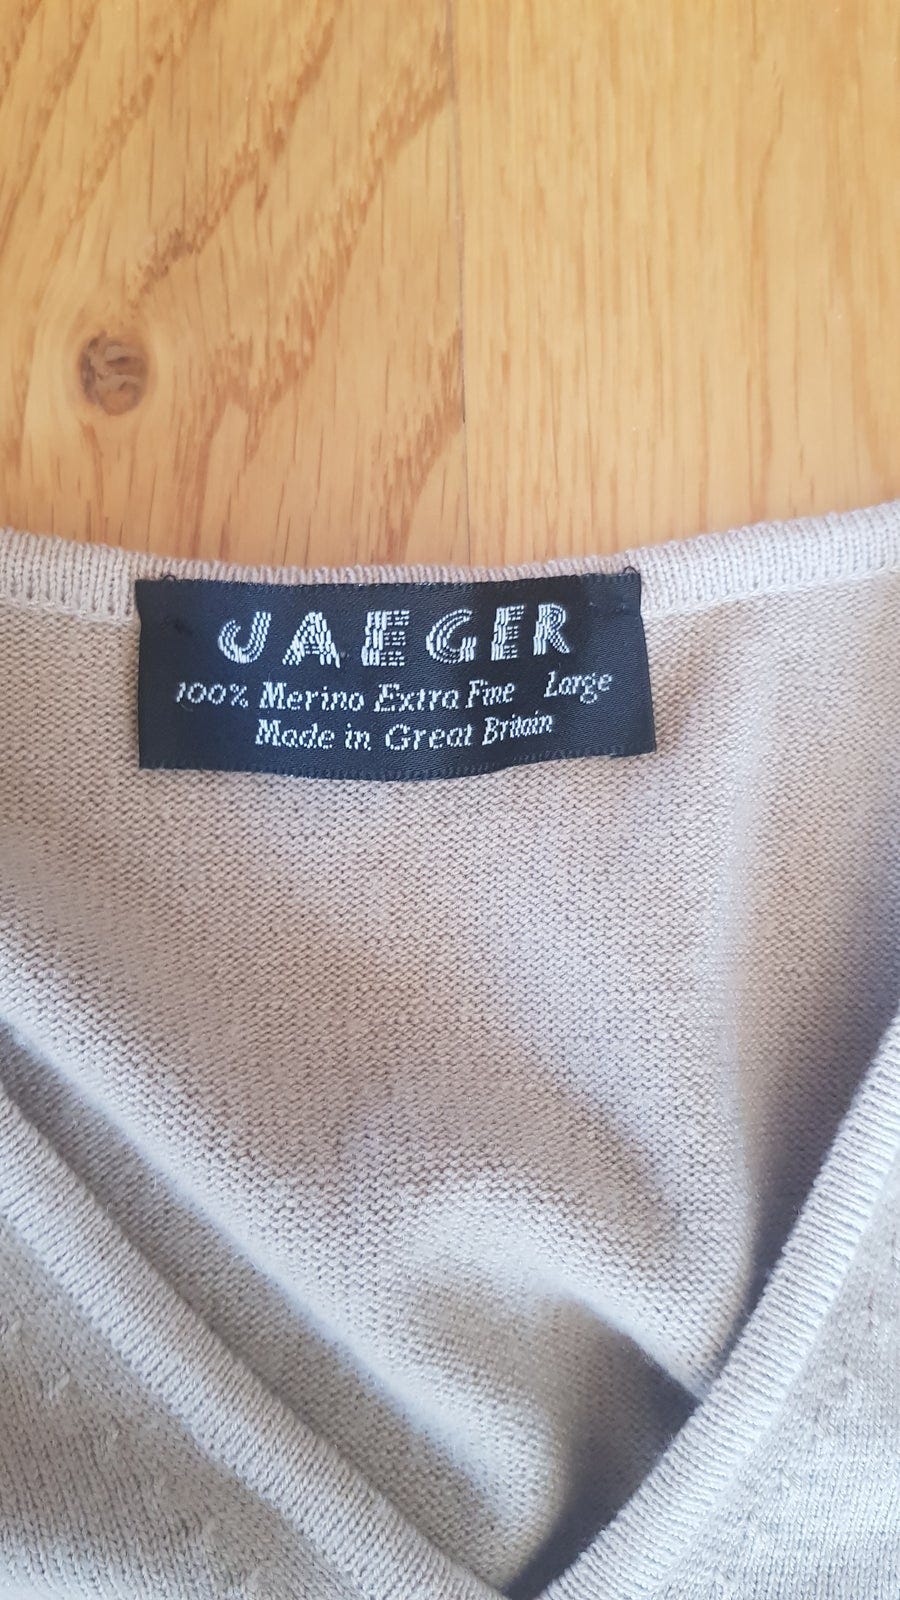 JAEGER
100% Merino Extra Fine Large
Made in Great Britain